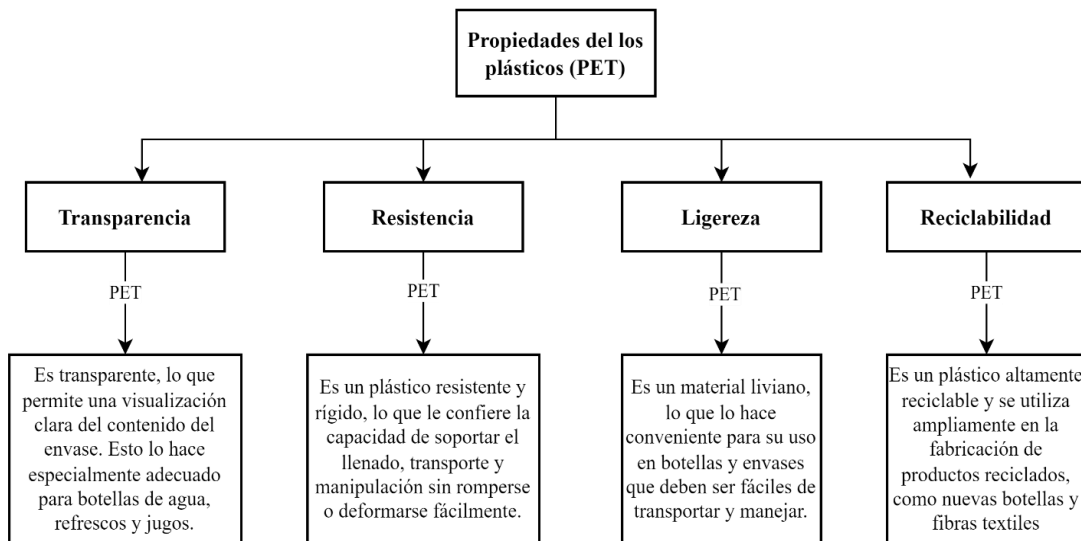 Propiedades del los
plásticos (PET)
Transparencia
Resistencia
Ligereza
Reciclabilidad
PET
PET
PET
PET
Es transparente, lo que
permite una visualización
clara del contenido del
envase. Esto lo hace
especialmente adecuado
para botellas de agua,
refrescos y jugos.
Es un plástico resistente y
rígido, lo que le confiere la
capacidad de soportar el
llenado, transporte y
manipulación sin romperse
o deformarse fácilmente.
Es un material liviano,
lo que lo hace
conveniente para su uso
en botellas y envases
que deben ser fáciles de
transportar y manejar.
Es un plástico altamente
reciclable y se utiliza
ampliamente en la
fabricación de
productos reciclados,
como nuevas botellas y
fibras textiles